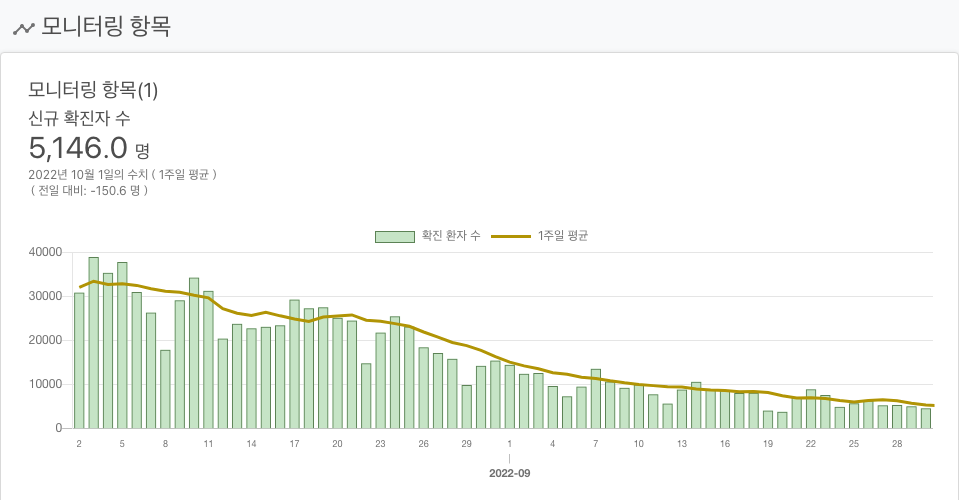 모니터링 항목
모니터링 항목(1)
신규 확진자 수
5,146.0 명
2022년 10월 1일의 수치 ( 1주일 평균 )
( 전일 대비: -150.6 명 )
확진 환자 수 1주일 평균
40000
30000
20000
10000
0
2 5 8 11 14 17 20 23 26 29 1 4 7 10 13 16 19 22 25 28
2022-09